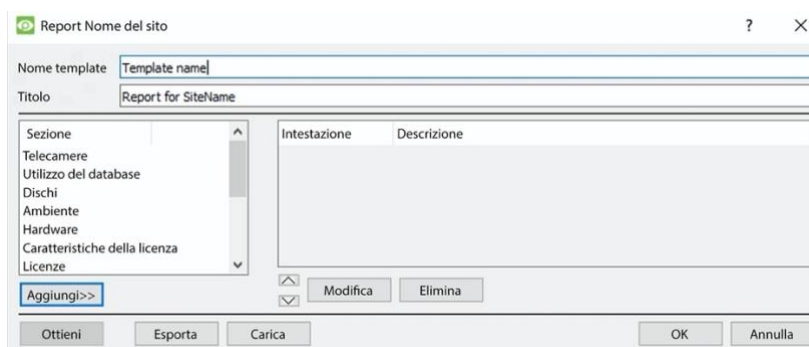 Report Nome del sito ? X
Nome template Template name
Titolo Report for SiteName
Sezione
Telecamere
Utilizzo del database
Dischi
Ambiente
Hardware
Caratteristiche della licenza
Licenze
Aggiungi>>
Intestazione Descrizione
Modifica Elimina
Ottieni Esporta Carica OK Annulla